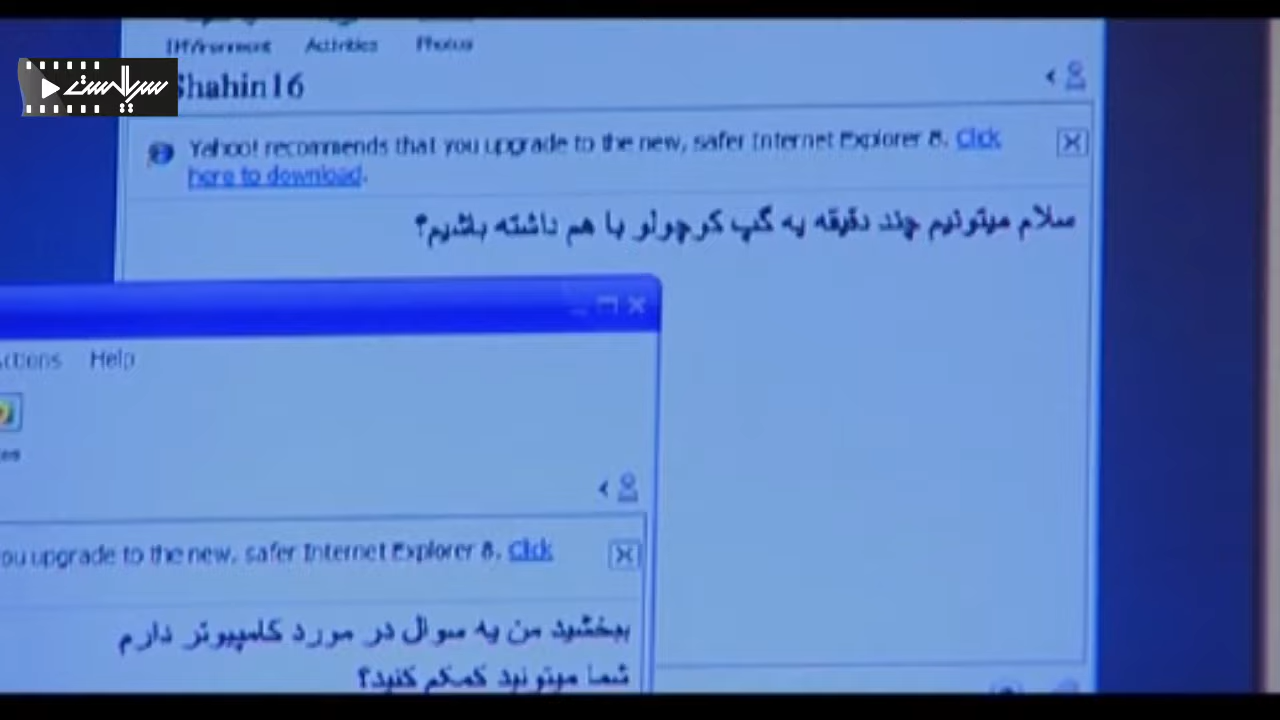 IMVironment Activities Photos
سریالست
Shahin16
Yahoo! recommends that you upgrade to the new, safer Internet Explorer 8. Click
here to download.
سلام میتونیم چند دقیقه یه گپ کوچولو با هم داشته باشیم؟
Actions Help
you upgrade to the new, safer Internet Explorer 8. Click
ببخشید من یه سوال در مورد کامپیوتر دارم
شما میتونید کمکم کنید؟